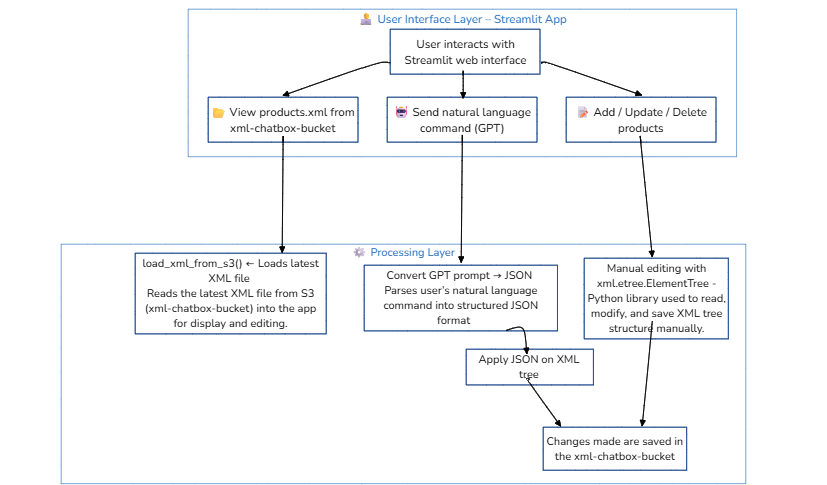 User Interface Layer – Streamlit App
User interacts with
Streamlit web interface
View products.xml from
xml-chatbox-bucket
Send natural language
command (GPT)
Add / Update / Delete
products
Processing Layer
load_xml_from_s3() ← Loads latest
XML file
Reads the latest XML file from S3
(xml-chatbox-bucket) into the app
for display and editing.
Convert GPT prompt → JSON
Parses user's natural language
command into structured JSON
format
Manual editing with
xml.etree.ElementTree -
Python library used to read,
modify, and save XML tree
structure manually.
Apply JSON on XML
tree
Changes made are saved in
the xml-chatbox-bucket